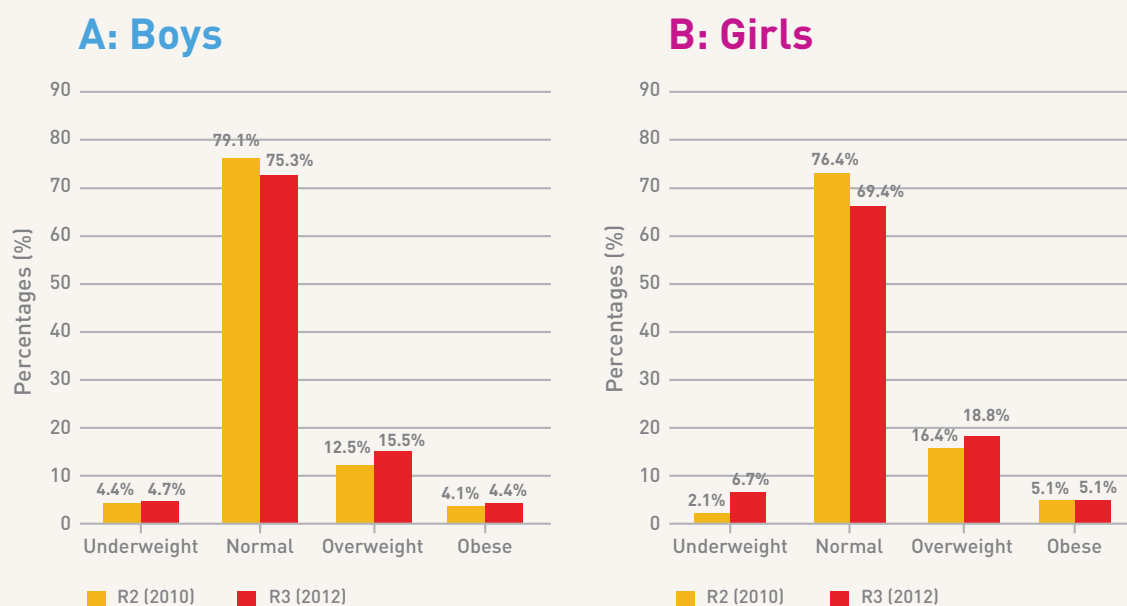 A: Boys
Percentages (%)
90
80
70
60
50
40
30
20
10
0
79.1%
75.3%
12.5%
15.5%
4.4%
4.7%
4.1%
4.4%
Underweight
Normal
Overweight
Obese
R2 (2010)
R3 (2012)
B: Girls
Percentages (%)
90
80
70
60
50
40
30
20
10
0
76.4%
69.4%
16.4%
18.8%
2.1%
6.7%
5.1%
5.1%
Underweight
Normal
Overweight
Obese
R2 (2010)
R3 (2012)